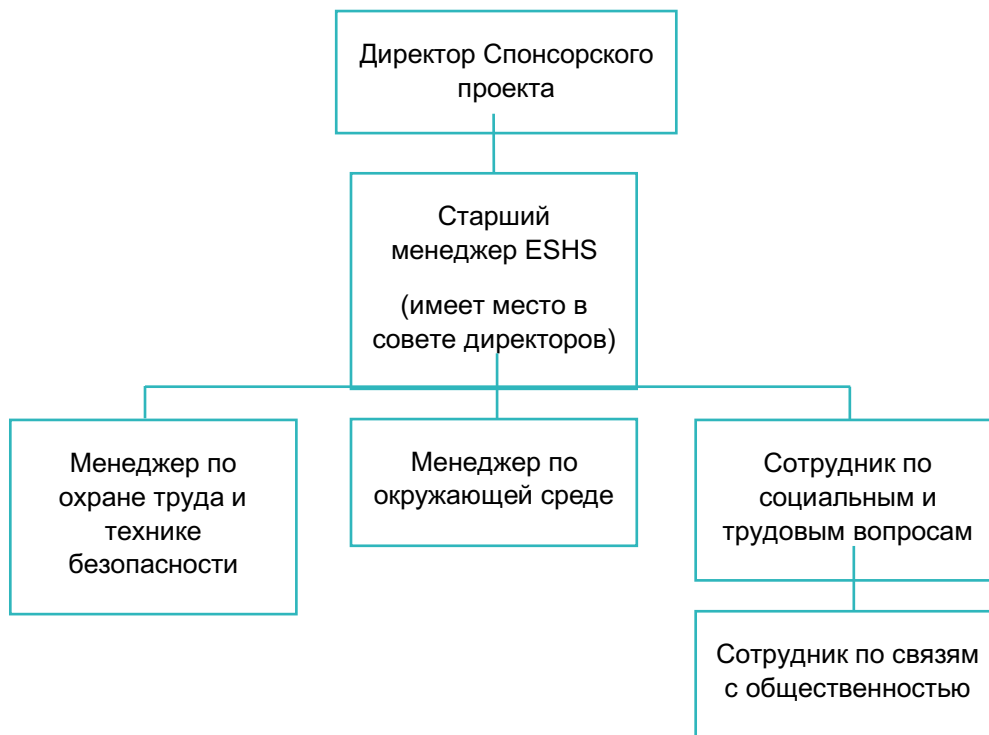 Директор Спонсорского
проекта
Старший
менеджер ESHS
(имеет место в
совете директоров)
Менеджер по
охране труда и
технике
безопасности
Менеджер по
окружающей среде
Сотрудник по
социальным и
трудовым вопросам
Сотрудник по связям
с общественностью